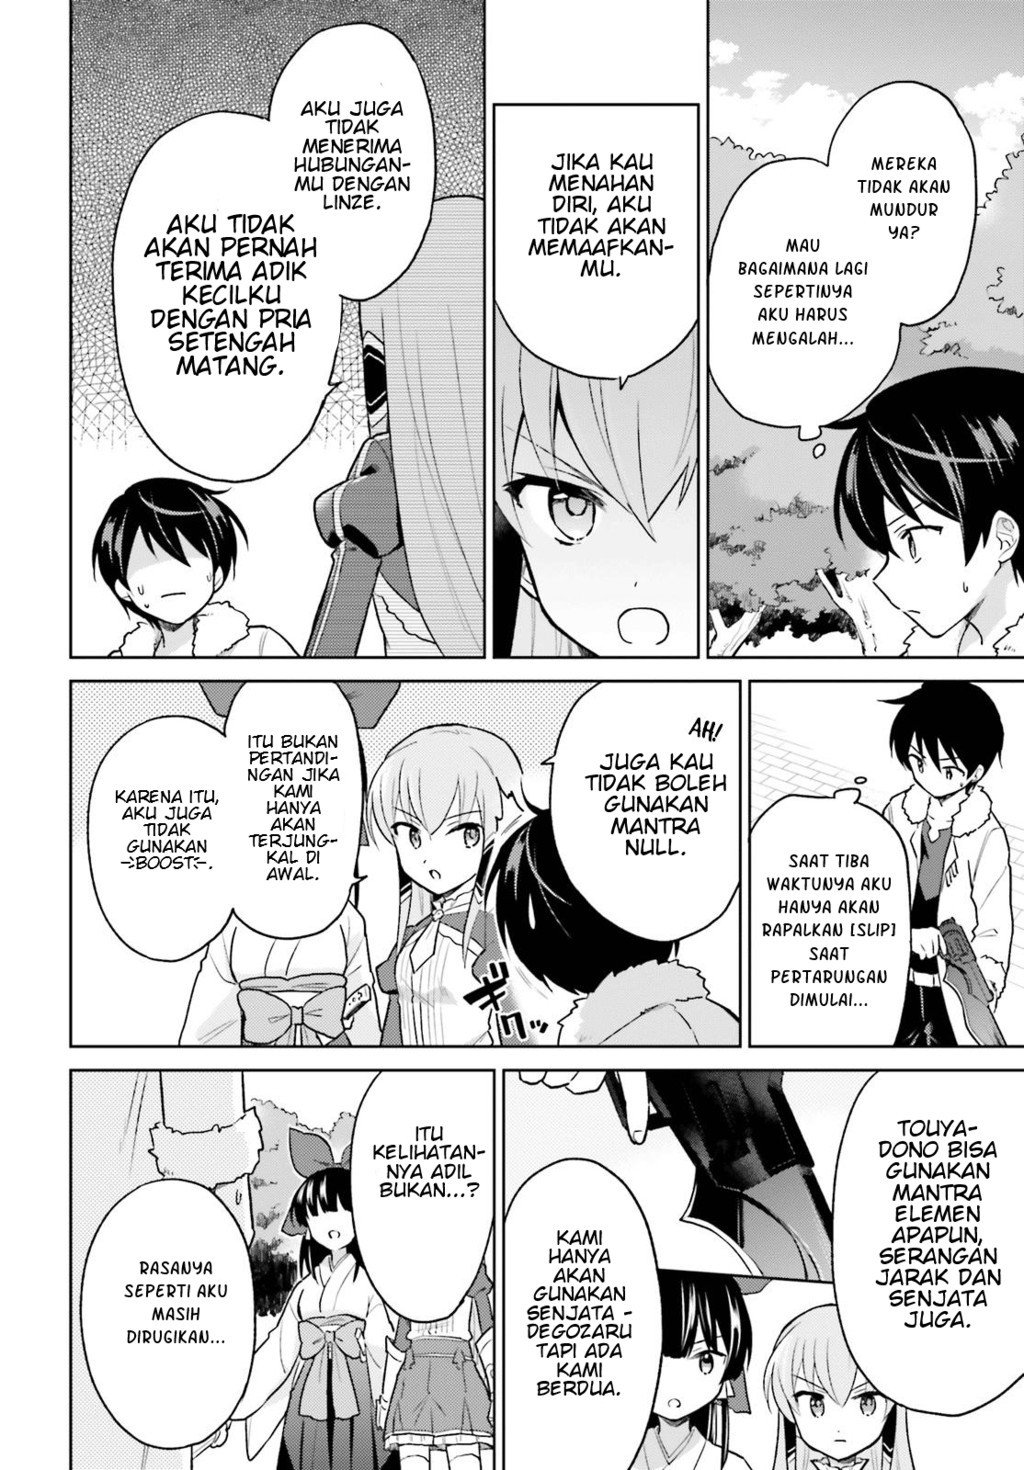 MEREKA
TIDAK AKAN
MUNDUR
YA?
MAU
BAGAIMANA LAGI
SEPERTINYA
AKU HARUS
MENGALAH...
JIKA KAU
MENAHAN
DIRI, AKU
TIDAK AKAN
MEMAAFKAN-
MU.
AKU JUGA
TIDAK
MENERIMA
HUBUNGAN-
MU DENGAN
LINZE.
AKU TIDAK
AKAN PERNAH
TERIMA ADIK
KECILKU
DENGAN PRIA
SETENGAH
MATANG.
SAAT TIBA
WAKTUNYA AKU
HANYA AKAN
RAPALKAN [SLIP]
SAAT
PERTARUNGAN
DIMULAI...
AH!
JUGA KAU
TIDAK BOLEH
GUNAKAN
MANTRA
NULL.
ギクッ
ITU BUKAN
PERTANDI-
INGAN JIKA
KAMI
HANYA
AKAN
TERJUNG-
KAL DI
AWAL.
KARENA ITU,
AKU JUGA
TIDAK
GUNAKAN
-BOOST-.
TOUYA-
DONO BISA
GUNAKAN
MANTRA
ELEMEN
APAPUN,
SERANGAN
JARAK DAN
SENJATA
JUGA.
KAMI
HANYA
AKAN
GUNAKAN
SENJATA -
DEGOZARU
TAPI ADA
KAMI
BERDUA.
ITU
KELIHATAN-
NYA ADIL
BUKAN...?
RASANYA
SEPERTI AKU
MASIH
DIRUGIKAN...